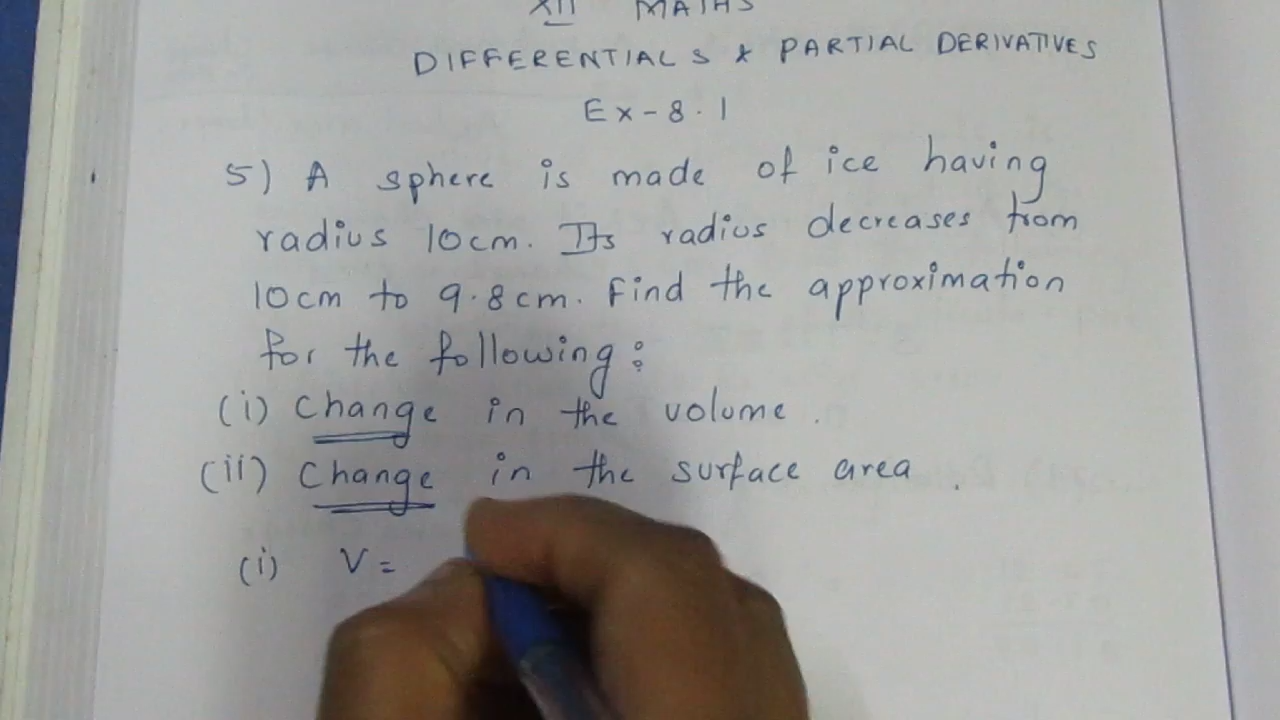 XII MATHS
DIFFERENTIALS & PARTIAL DERIVATIVES
Ex-8.1
5) A sphere is made of ice having
radius 10cm. Its radius decreases from
10cm to 9.8cm. Find the approximation
for the following:
(i) Change in the volume.
(ii) Change in the surface area.
(i) V=